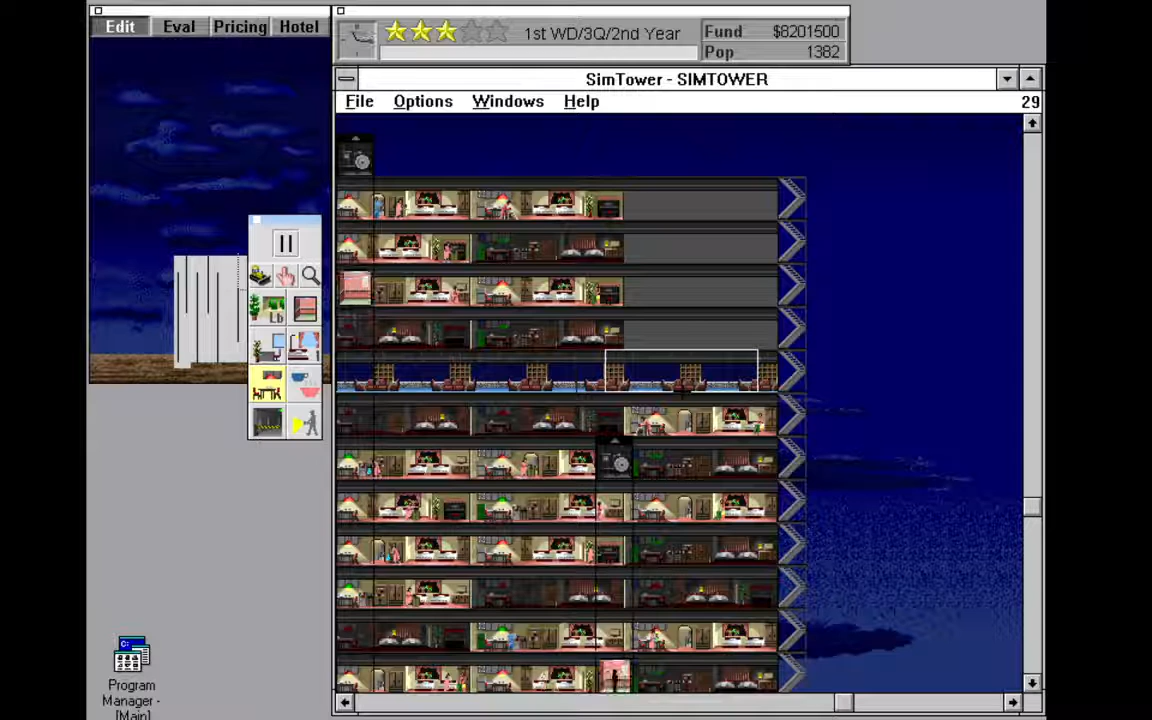 Edit Eval Pricing Hotel
1st WD/3Q/2nd Year
Fund $8201500
Pop 1382
SimTower - SIMTOWER
File Options Windows Help
29
Lb
Program
Manager -
[Main]